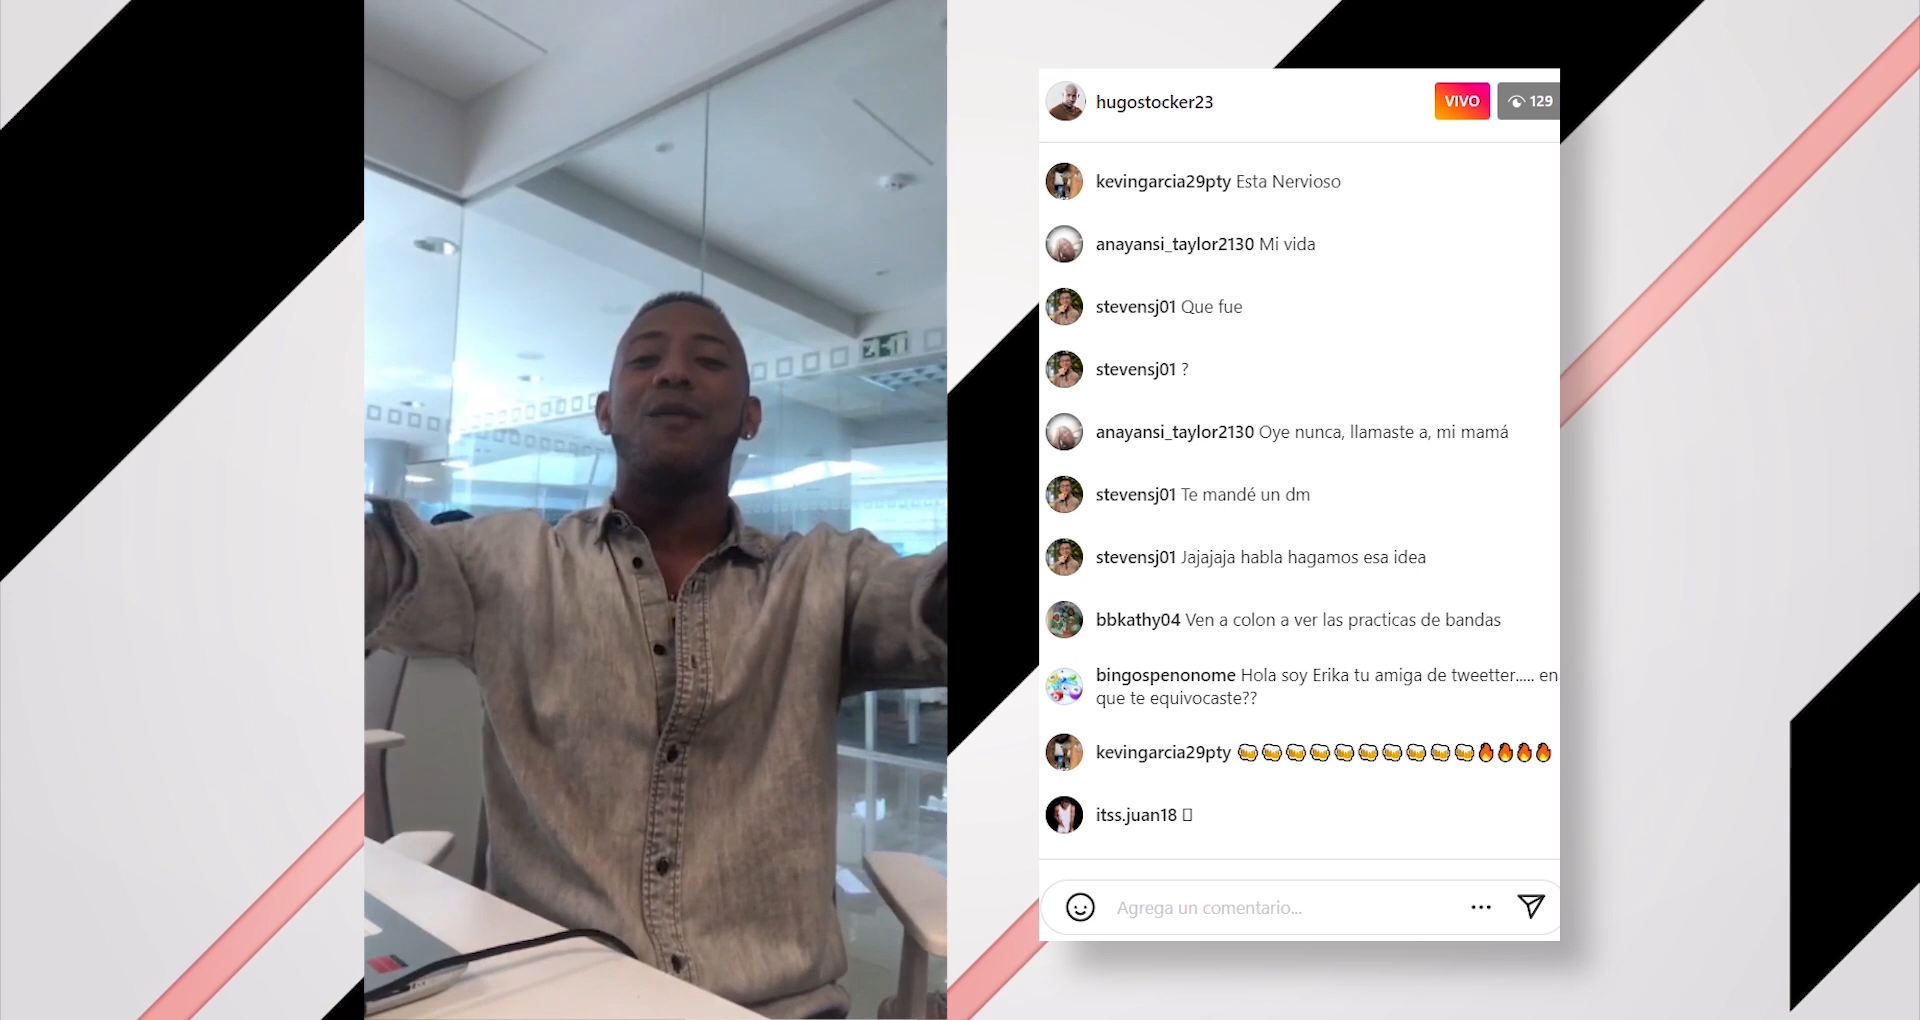 hugostocker23
VIVO
129
kevingarcia29pty Esta Nervioso
anayansi_taylor2130 Mi vida
stevensj01 Que fue
stevensj01 ?
anayansi_taylor2130 Oye nunca, llamaste a, mi mamá
stevensj01 Te mandé un dm
stevensj01 Jajajaja habla hagamos esa idea
bbkathy04 Ven a colon a ver las practicas de bandas
bingospenonome Hola soy Erika tu amiga de tweetter..... en
que te equivocaste??
kevingarcia29pty 🍻🍻🍻🍻🍻🍻🍻🍻🍻🍻🔥🔥🔥🔥
itss.juan18 ▯
Agrega un comentario...